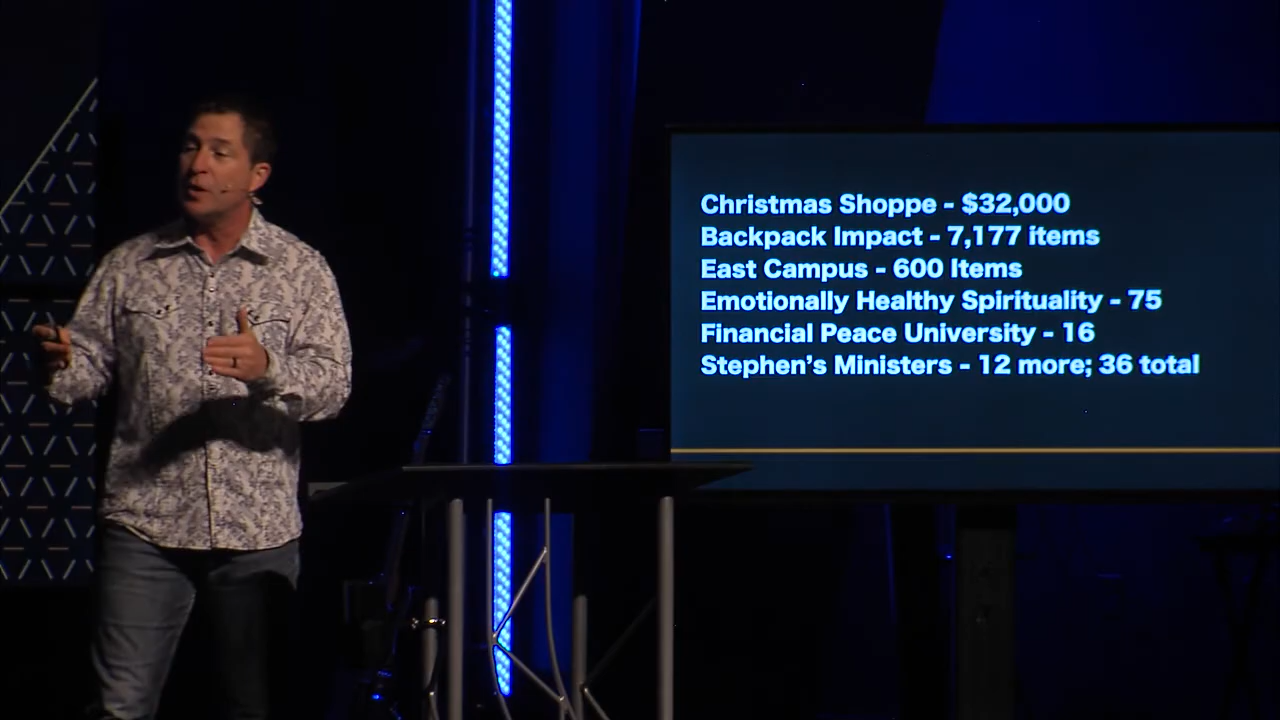 Christmas Shoppe - $32,000
Backpack Impact - 7,177 items
East Campus - 600 Items
Emotionally Healthy Spirituality - 75
Financial Peace University - 16
Stephen's Ministers - 12 more; 36 total